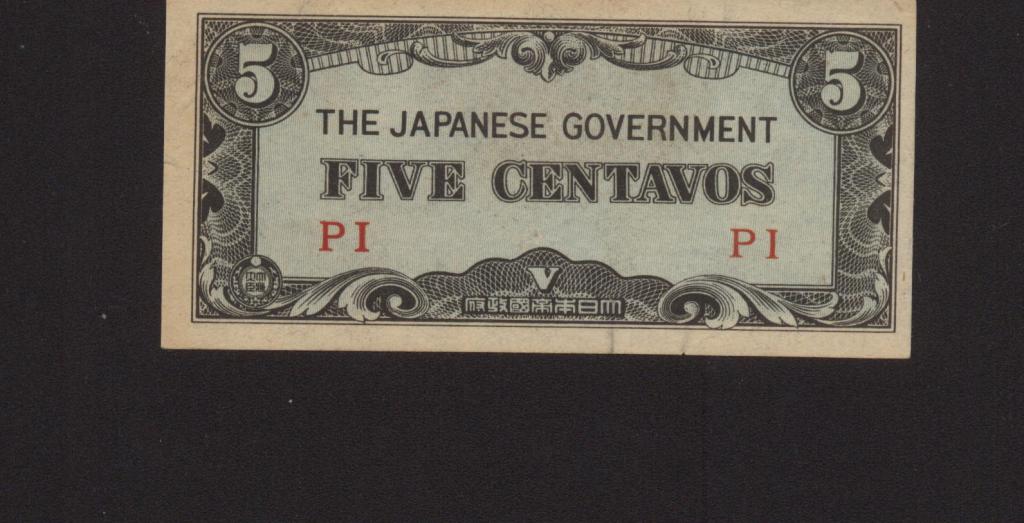 5 5
THE JAPANESE GOVERNMENT
FIVE CENTAVOS
PI PI
V
府政國帝本日大